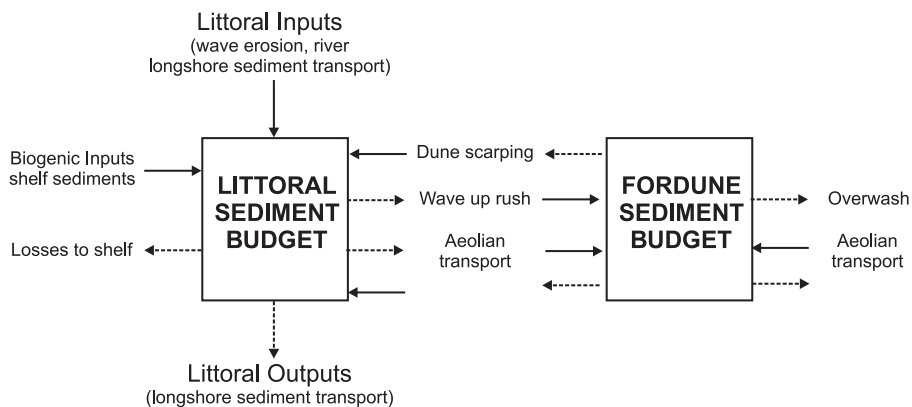 Littoral Inputs
(wave erosion, river
longshore sediment transport)
Biogenic Inputs
shelf sediments
Losses to shelf
LITTORAL
SEDIMENT
BUDGET
Dune scarping
Wave up rush
Aeolian
transport
FORDUNE
SEDIMENT
BUDGET
Overwash
Aeolian
transport
Littoral Outputs
(longshore sediment transport)